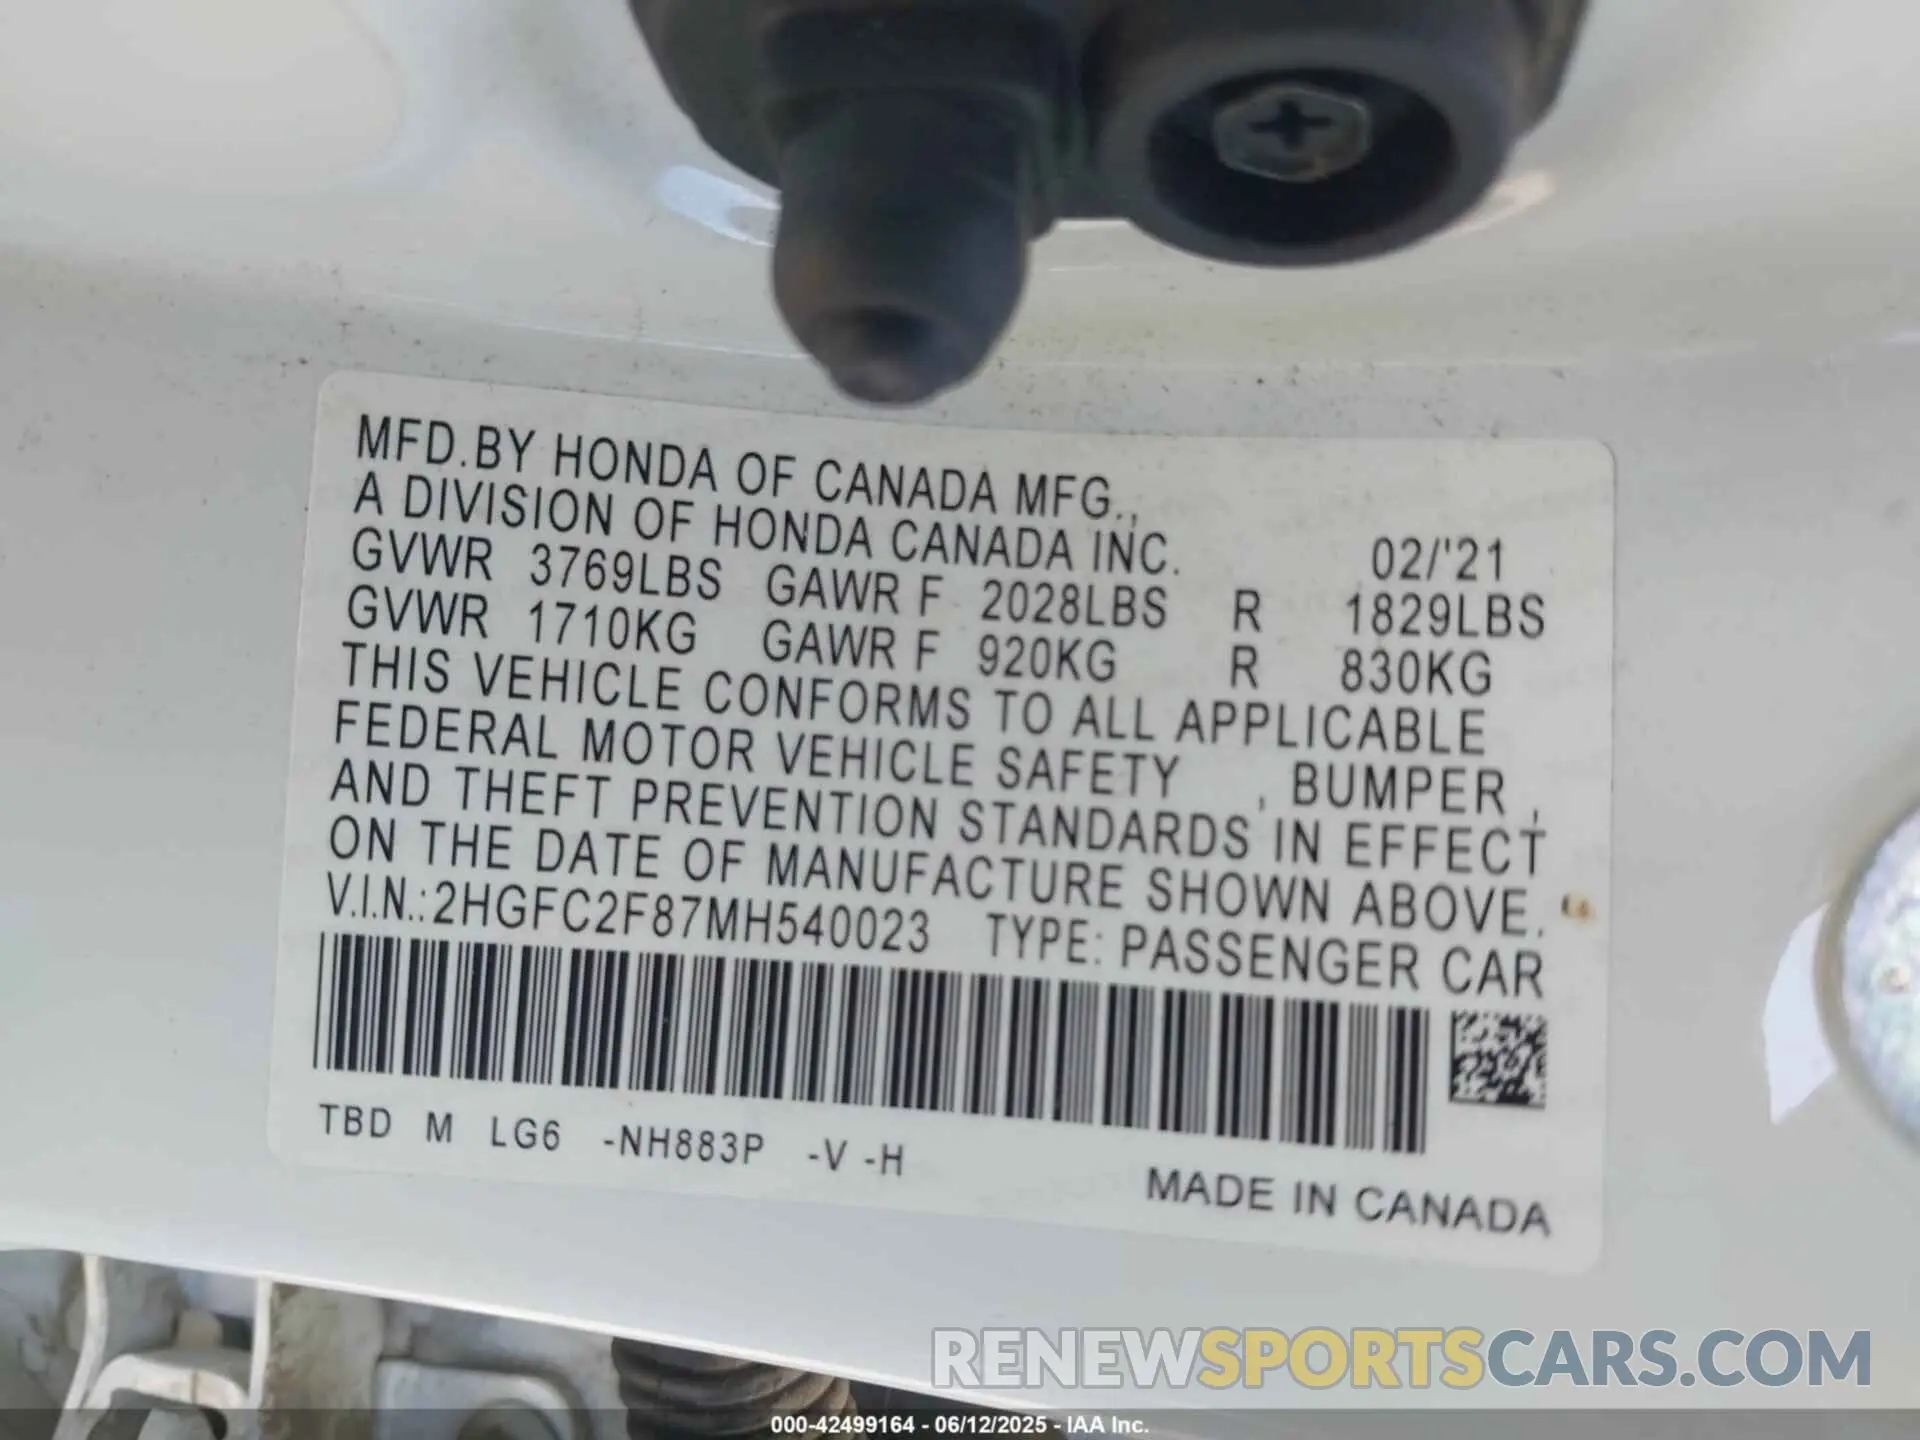 MFD.BY HONDA OF CANADA MFG.,
A DIVISION OF HONDA CANADA INC. 02/'21
GVWR 3769LBS GAWR F 2028LBS R 1829LBS
GVWR 1710KG GAWR F 920KG R 830KG
THIS VEHICLE CONFORMS TO ALL APPLICABLE
FEDERAL MOTOR VEHICLE SAFETY , BUMPER ,
AND THEFT PREVENTION STANDARDS IN EFFECT
ON THE DATE OF MANUFACTURE SHOWN ABOVE.
V.I.N.:2HGFC2F87MH540023 TYPE: PASSENGER CAR
TBD M LG6 -NH883P -V -H
MADE IN CANADA
RENEWSPORTSCARS.COM
000-42499164 - 06/12/2025 - IAA Inc.